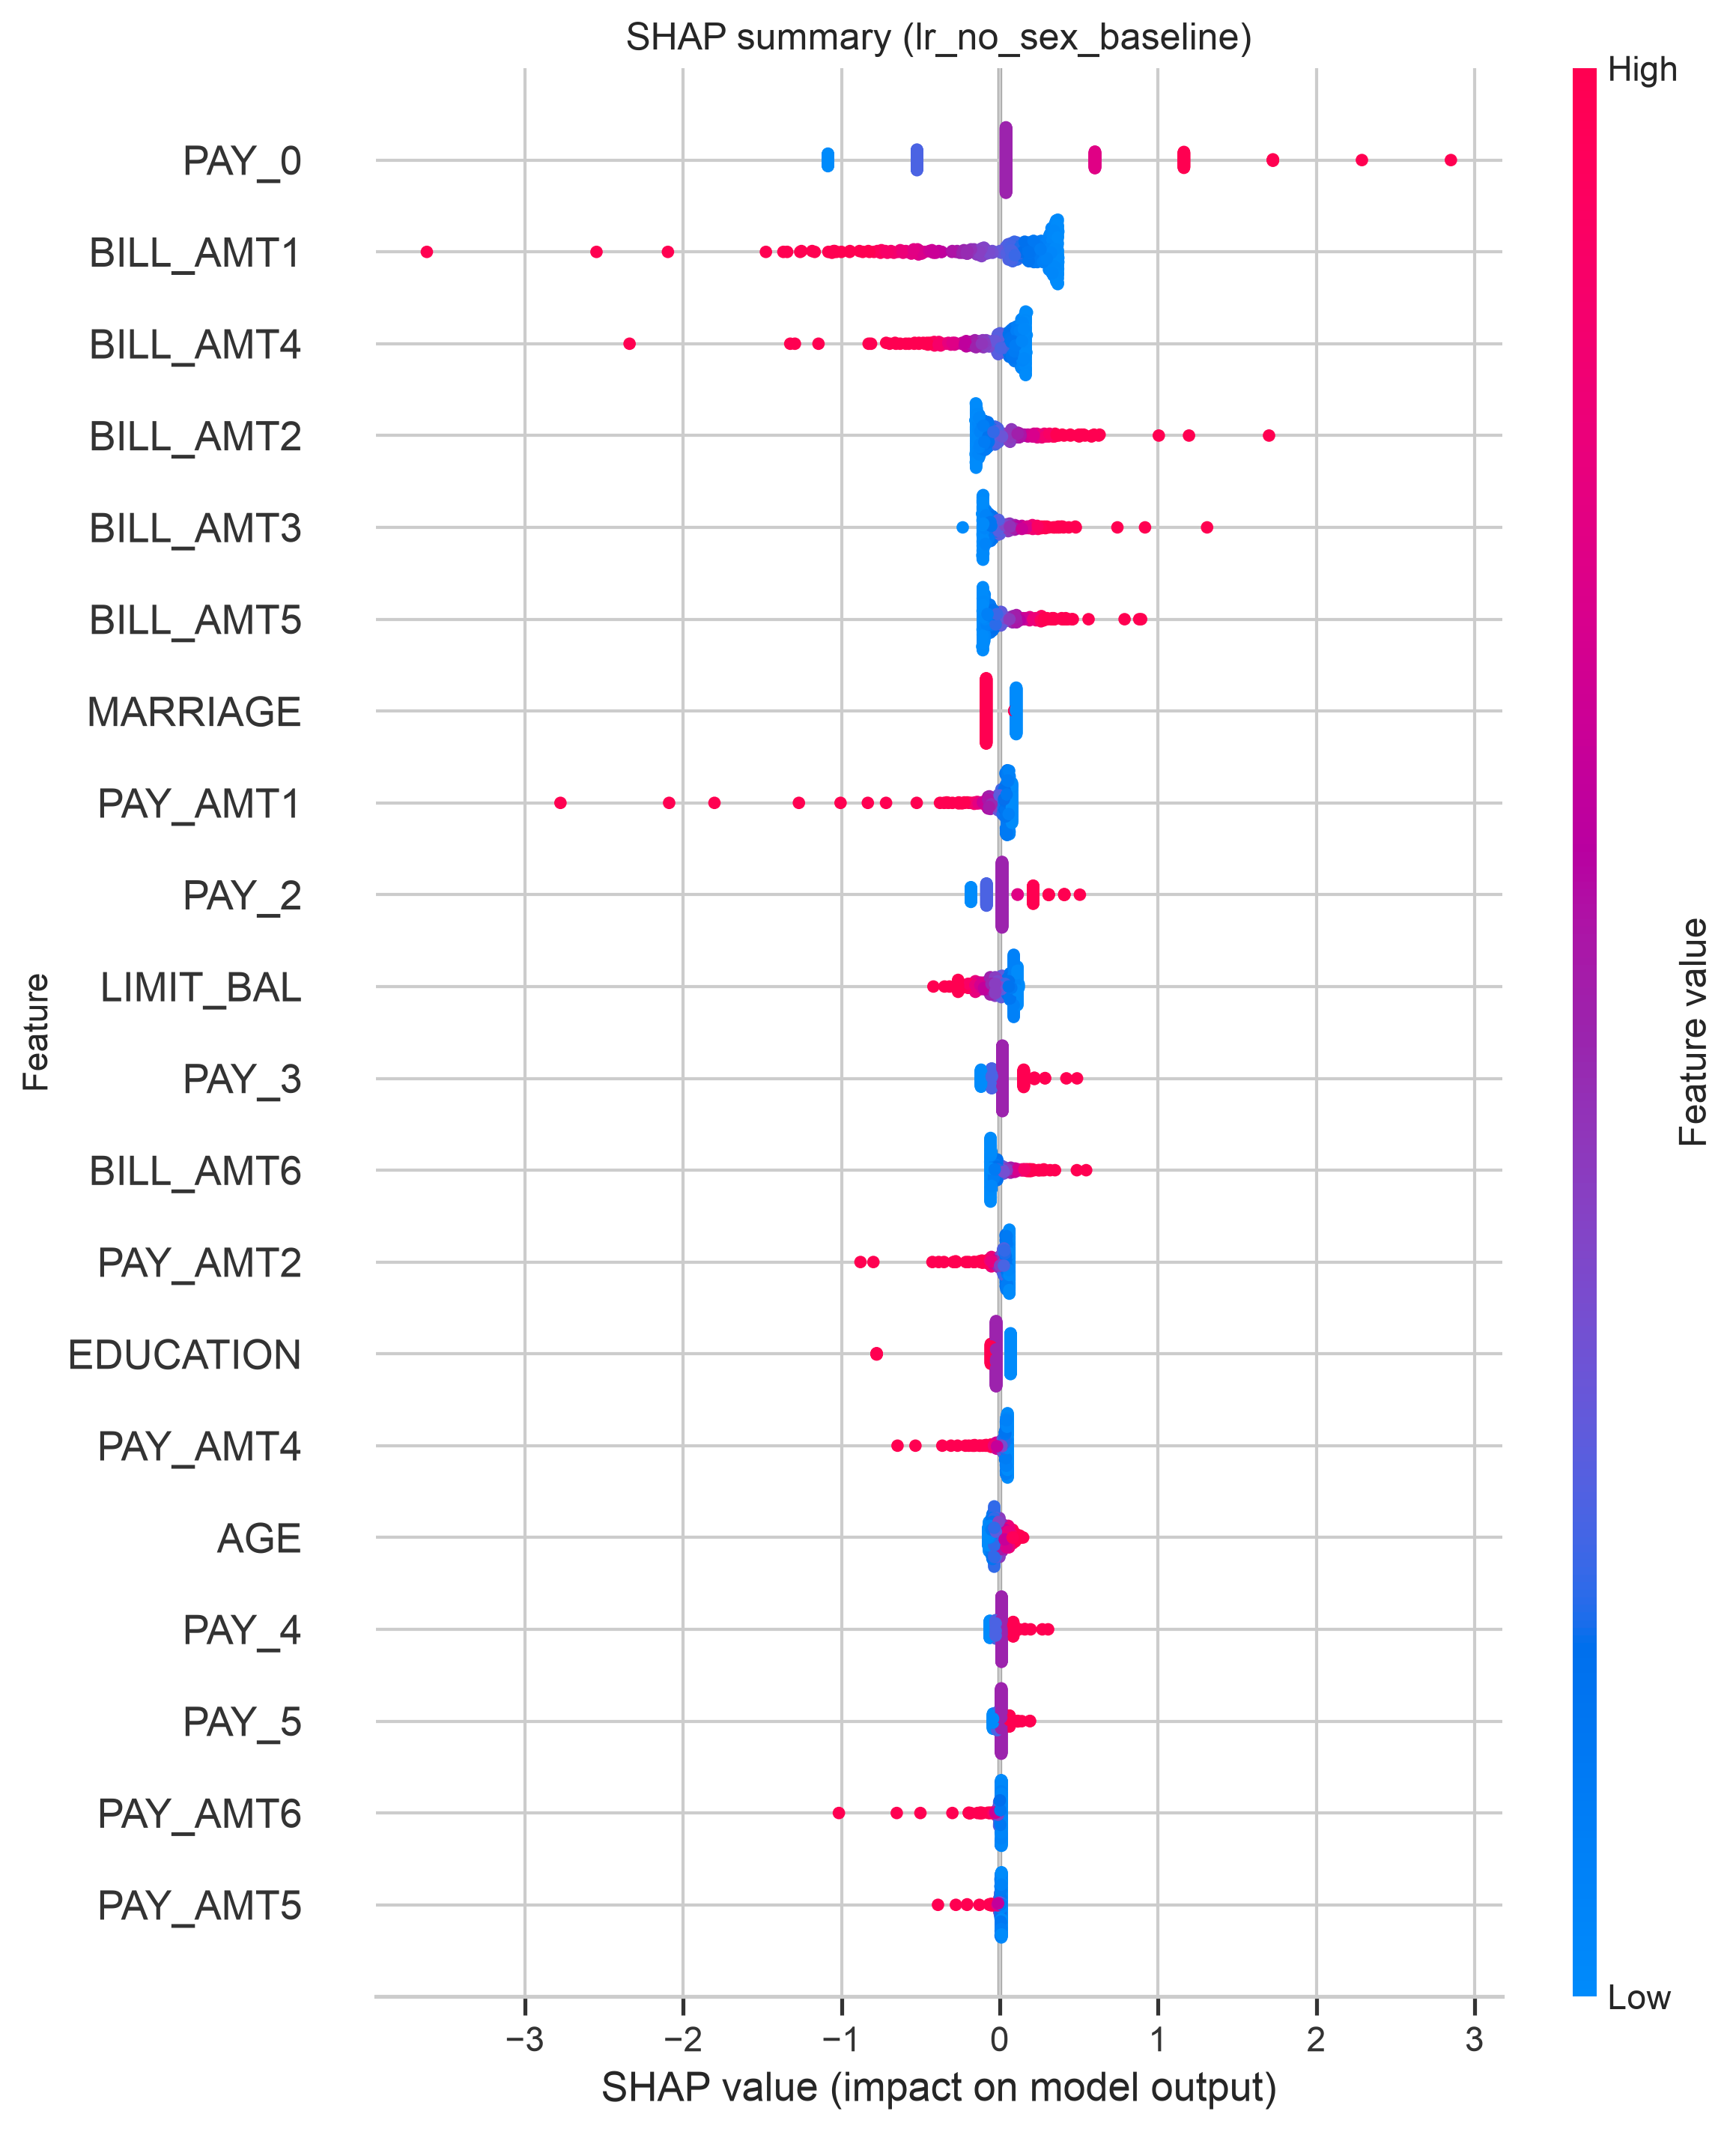 SHAP summary (lr_no_sex_baseline)
High
PAY_0
BILL_AMT1
BILL_AMT4
BILL_AMT2
BILL_AMT3
BILL_AMT5
MARRIAGE
PAY_AMT1
PAY_2
LIMIT_BAL
PAY_3
BILL_AMT6
PAY_AMT2
EDUCATION
PAY_AMT4
AGE
PAY_4
PAY_5
PAY_AMT6
PAY_AMT5
Feature
Feature value
Low
−3 −2 −1 0 1 2 3
SHAP value (impact on model output)